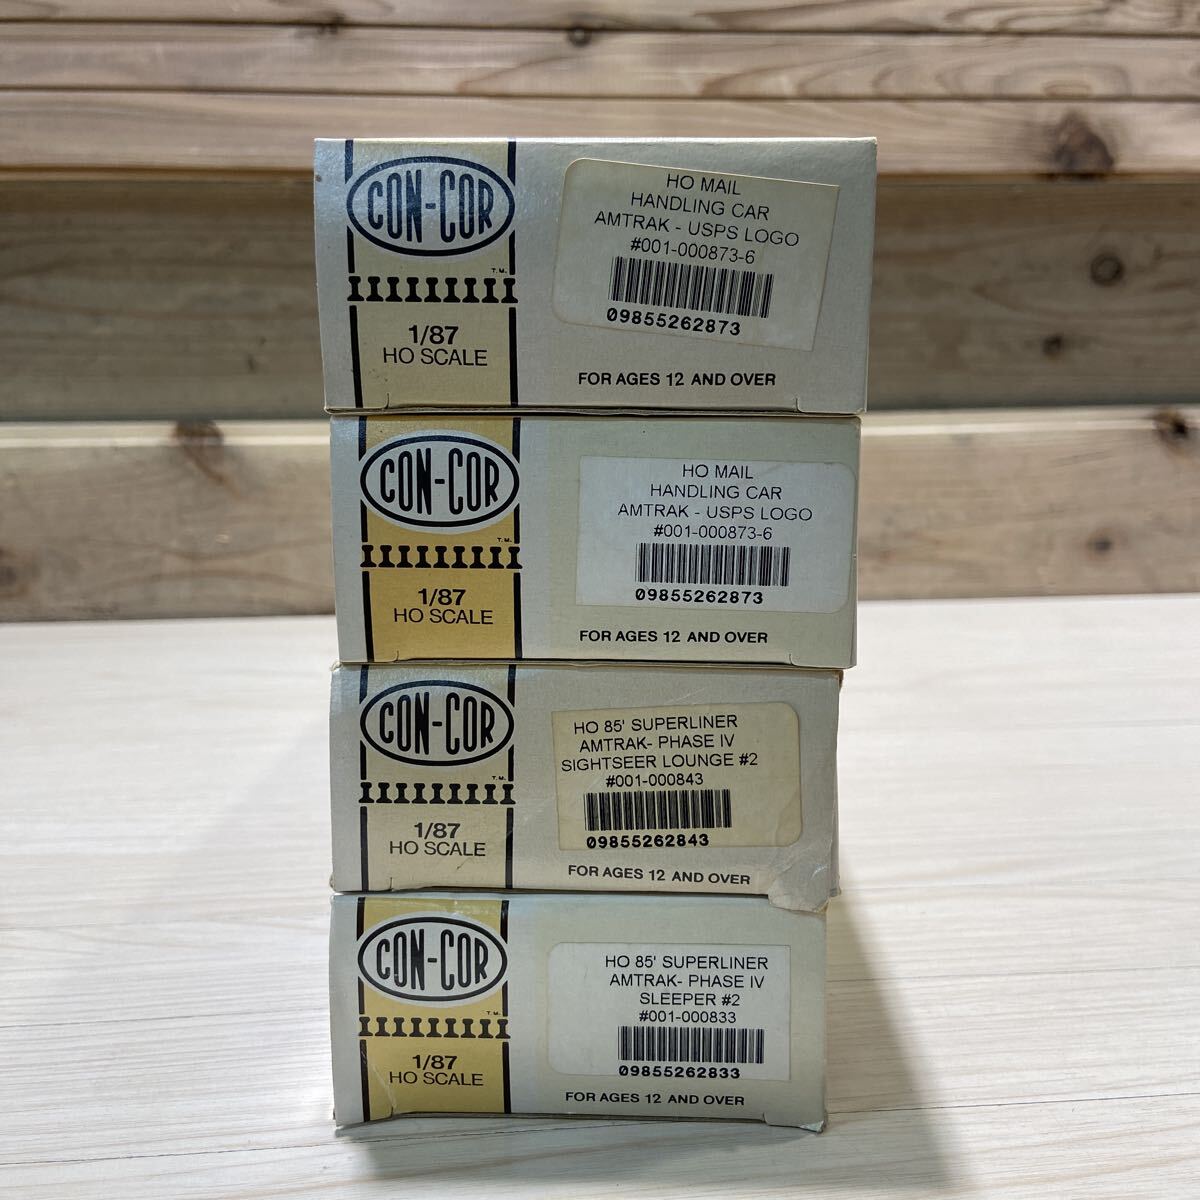 CON-COR
T.M.
1/87
HO SCALE
HO MAIL
HANDLING CAR
AMTRAK - USPS LOGO
#001-000873-6
09855262873
FOR AGES 12 AND OVER
CON-COR
T.M.
1/87
HO SCALE
HO MAIL
HANDLING CAR
AMTRAK - USPS LOGO
#001-000873-6
09855262873
FOR AGES 12 AND OVER
CON-COR
T.M.
1/87
HO SCALE
HO 85' SUPERLINER
AMTRAK- PHASE IV
SIGHTSEER LOUNGE #2
#001-000843
09855262843
FOR AGES 12 AND OVER
CON-COR
T.M.
1/87
HO SCALE
HO 85' SUPERLINER
AMTRAK- PHASE IV
SLEEPER #2
#001-000833
09855262833
FOR AGES 12 AND OVER